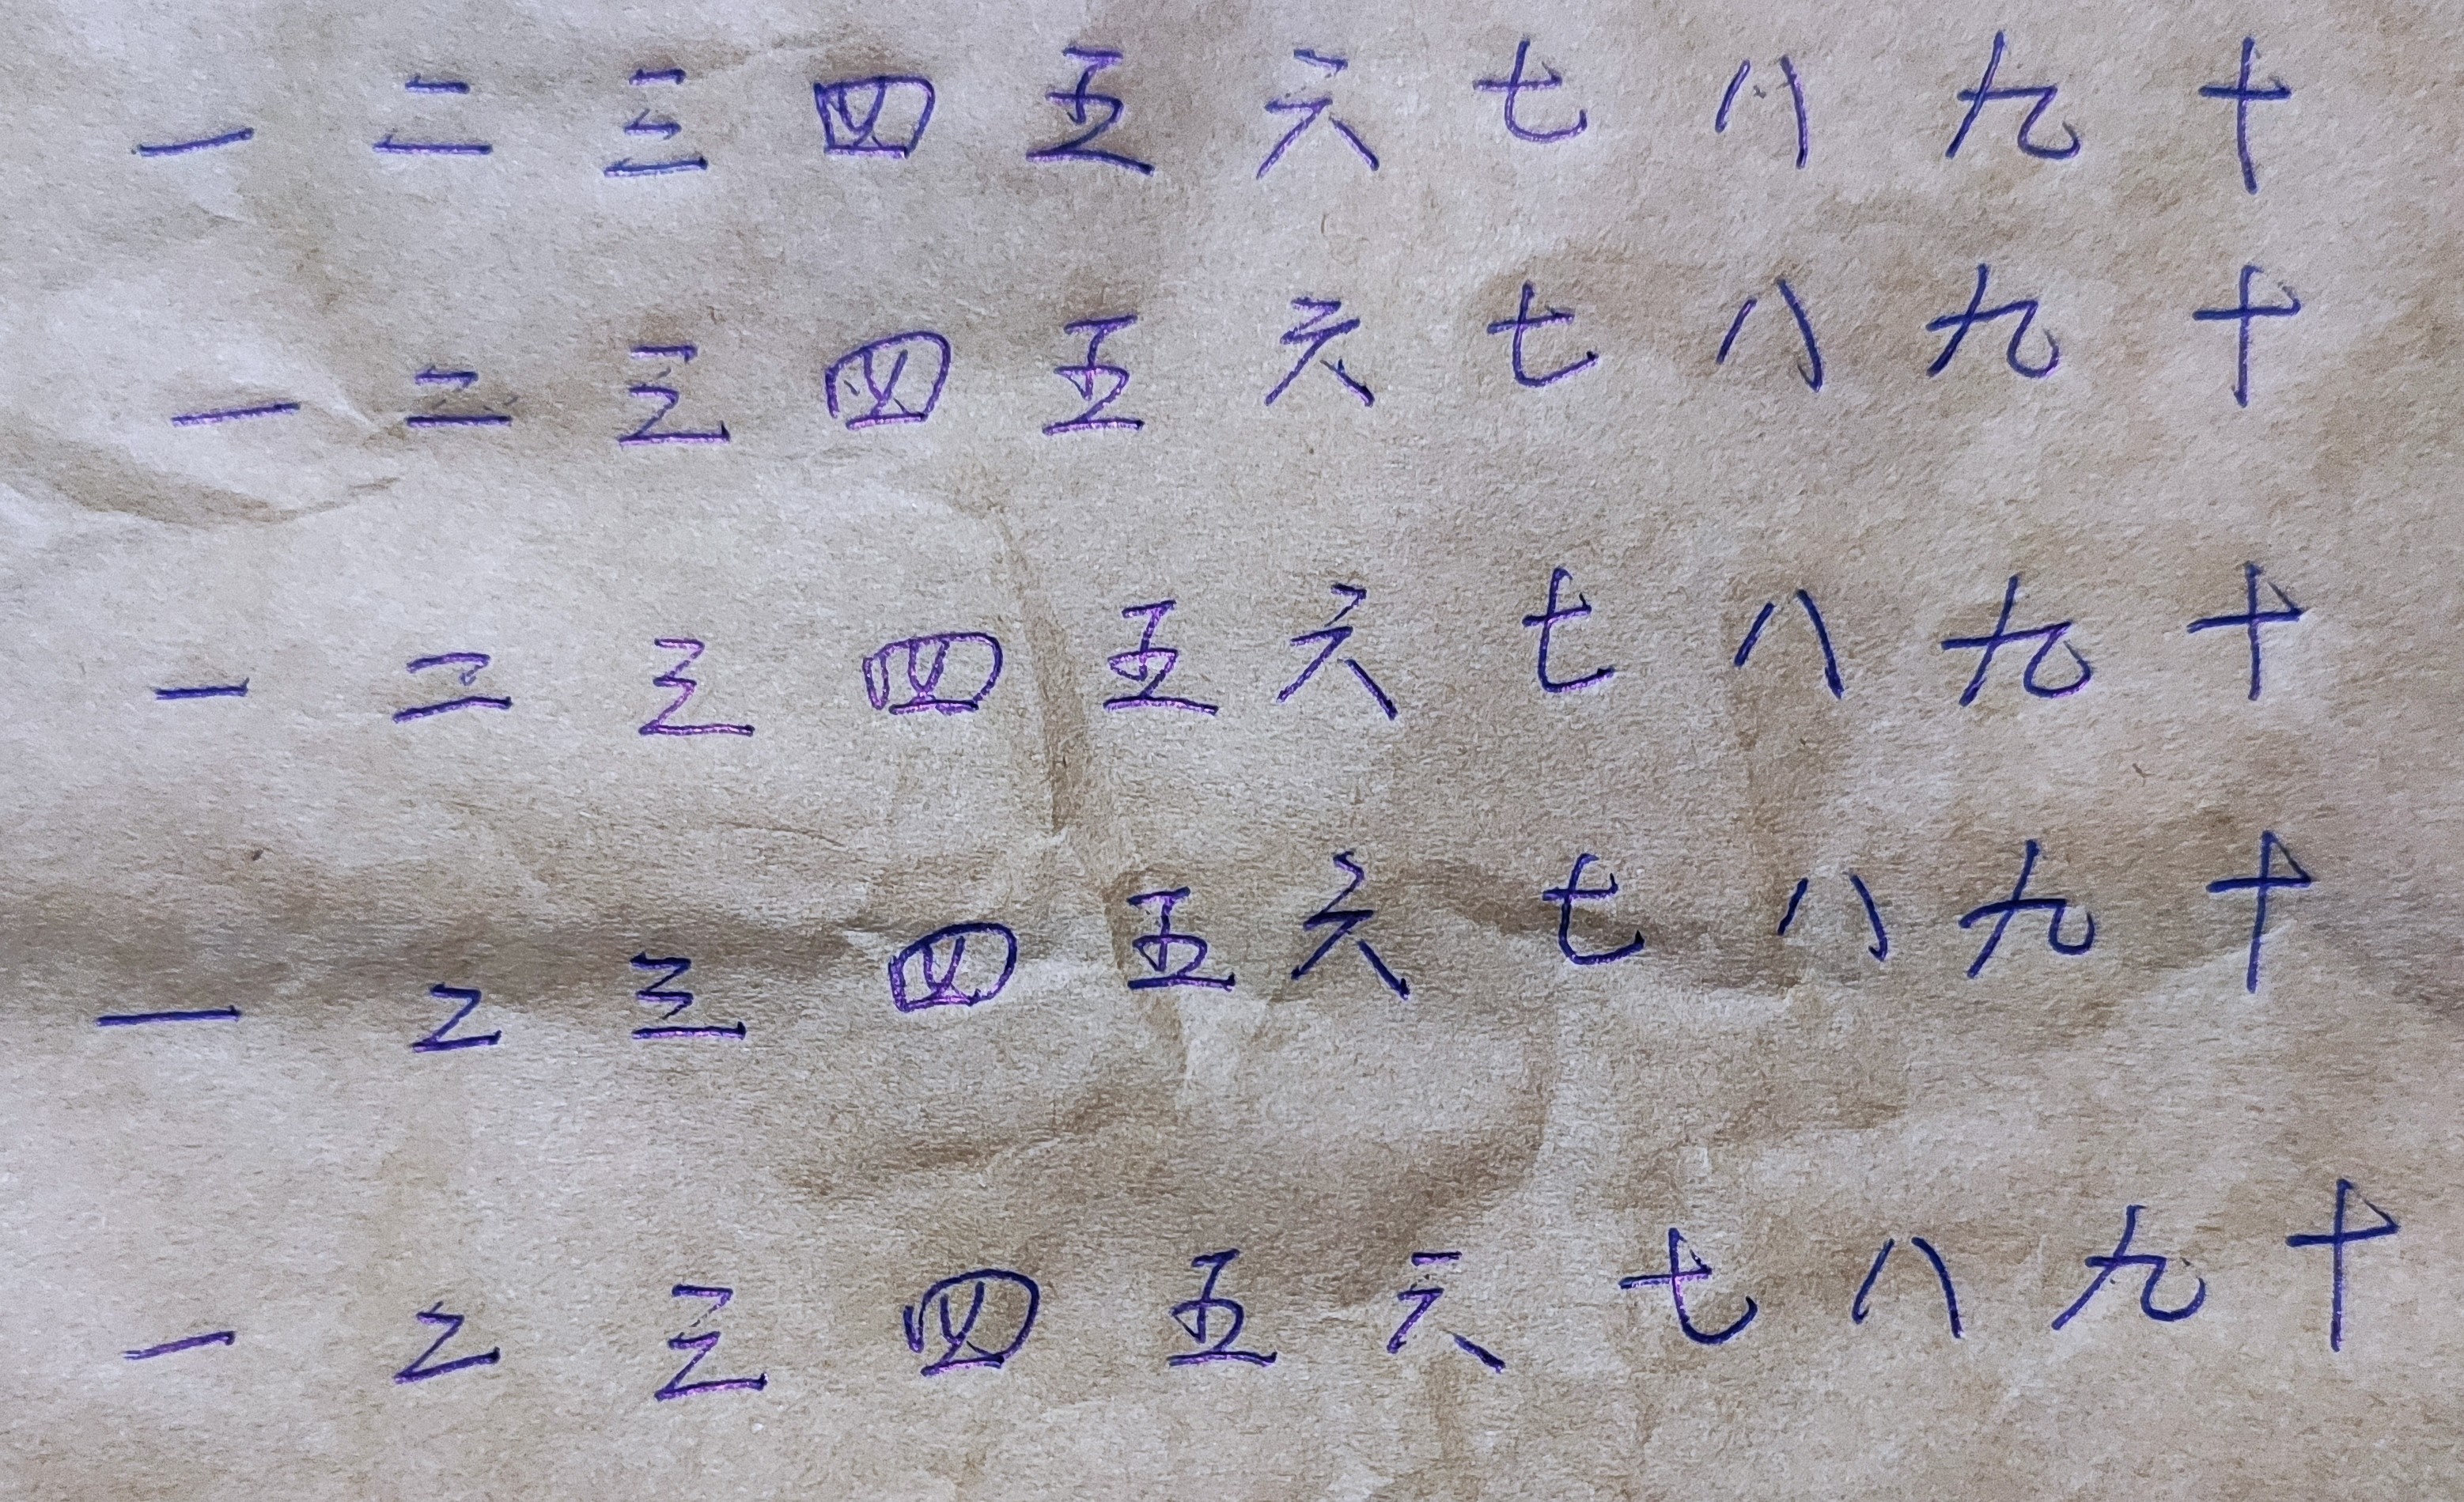 一 二 三 四 五 六 七 八 九 十
一 二 三 四 五 六 七 八 九 十
一 二 三 四 五 六 七 八 九 十
一 二 三 四 五 六 七 八 九 十
一 二 三 四 五 六 七 八 九 十